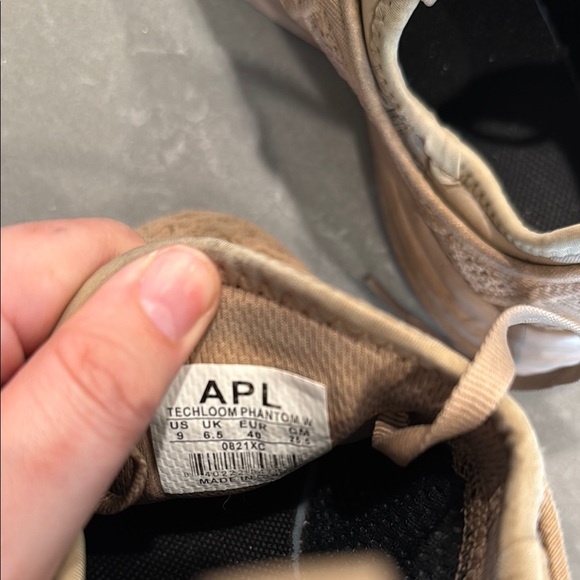 APL
TECHLOOM PHANTOM W
US UK EUR CM
9 6.5 40 25.5
0821XC
MADE IN